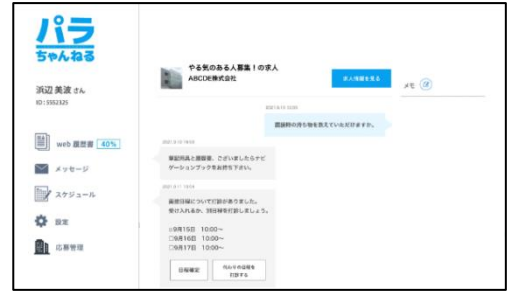 パラ
ちゃんねる
浜辺 美波 さん
ID : 5552325
web 履歴書 40%
メッセージ
スケジュール
設定
応募管理
やる気のある人募集！の求人
ABCDE株式会社
求人情報を見る
メモ
面接時の持ち物を教えていただけますか。
筆記用具と履歴書、ございましたらナビ
ゲーションブックをお持ち下さい。
面接日程について打診がありました。
受け入れるか、別日程を打診しましょう。
□9月15日 10:00~
□9月16日 10:00~
□9月17日 10:00~
日程確定
代わりの日程を
打診する